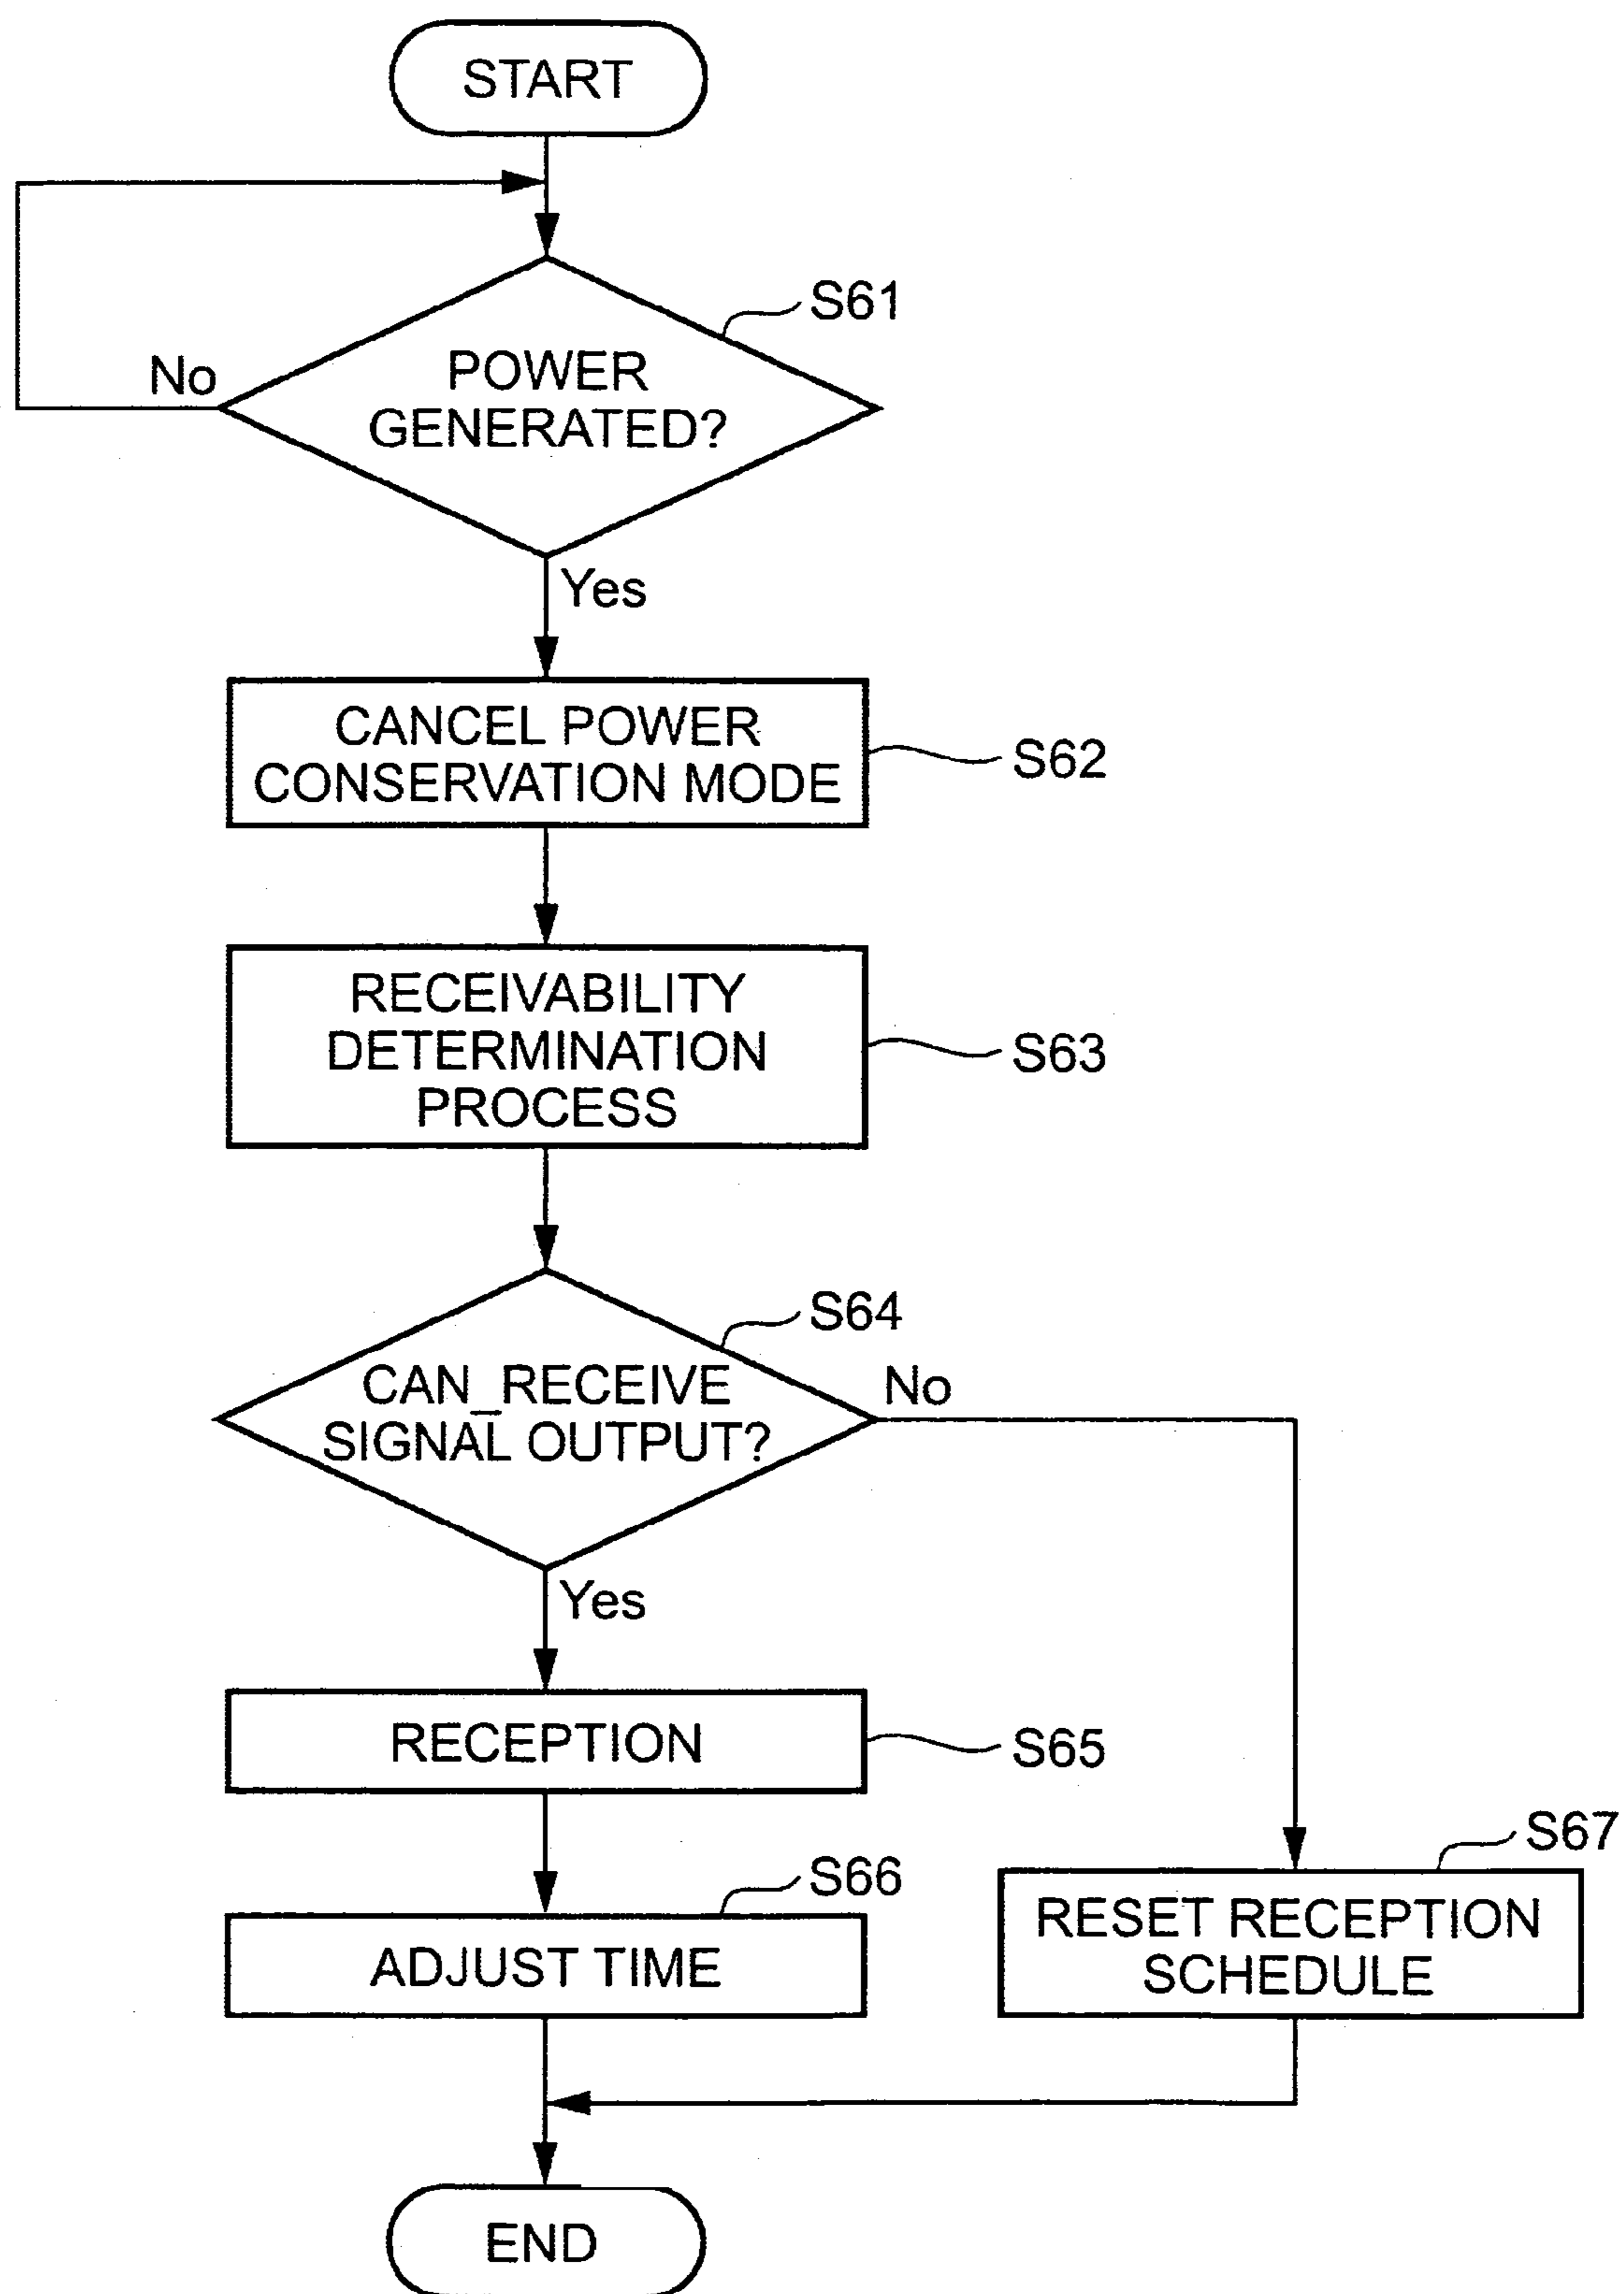 START
S61
No
POWER
GENERATED?
Yes
CANCEL POWER
CONSERVATION MODE
S62
RECEIVABILITY
DETERMINATION
PROCESS
S63
S64
CAN_RECEIVE
SIGNAL OUTPUT?
No
Yes
RECEPTION
S65
S67
S66
RESET RECEPTION
SCHEDULE
ADJUST TIME
END